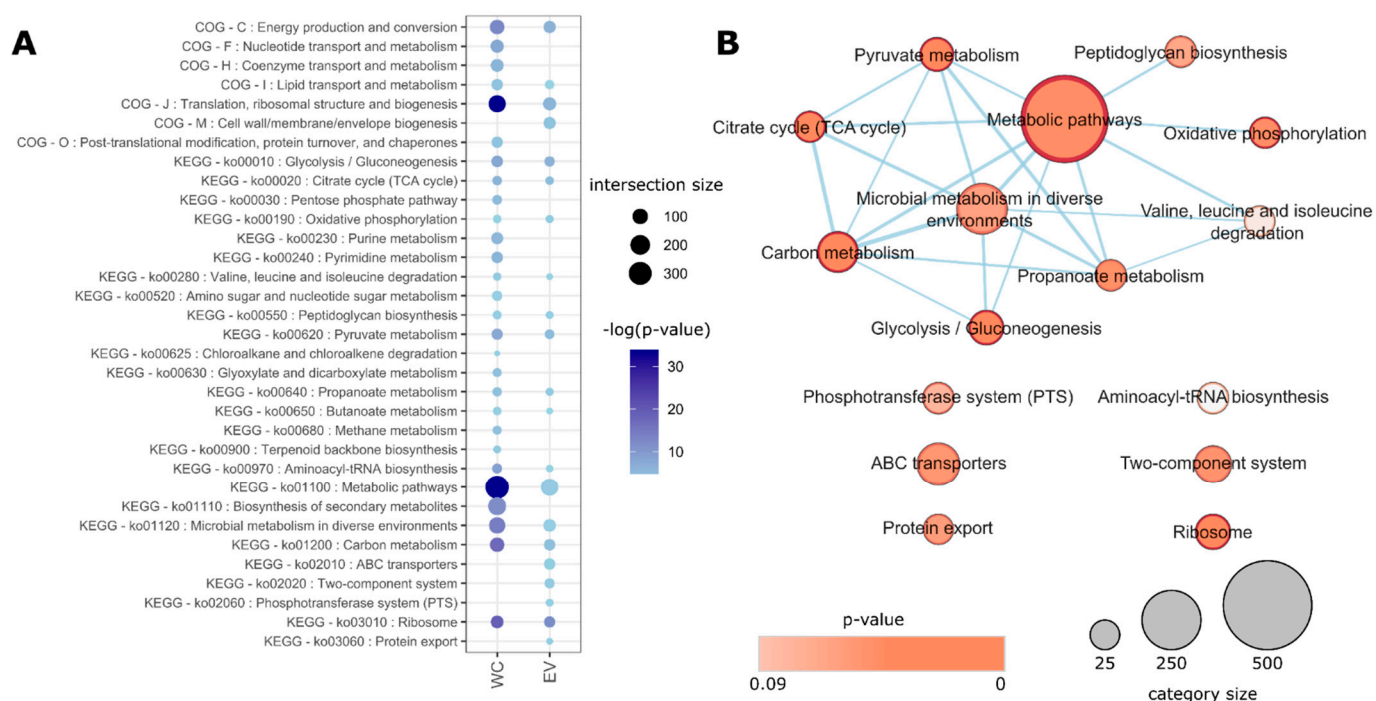 A
COG - C : Energy production and conversion
COG - F : Nucleotide transport and metabolism
COG - H : Coenzyme transport and metabolism
COG - I : Lipid transport and metabolism
COG - J : Translation, ribosomal structure and biogenesis
COG - M : Cell wall/membrane/envelope biogenesis
COG - O : Post-translational modification, protein turnover, and chaperones
KEGG - ko00010 : Glycolysis / Gluconeogenesis
KEGG - ko00020 : Citrate cycle (TCA cycle)
KEGG - ko00030 : Pentose phosphate pathway
KEGG - ko00190 : Oxidative phosphorylation
KEGG - ko00230 : Purine metabolism
KEGG - ko00240 : Pyrimidine metabolism
KEGG - ko00280 : Valine, leucine and isoleucine degradation
KEGG - ko00520 : Amino sugar and nucleotide sugar metabolism
KEGG - ko00550 : Peptidoglycan biosynthesis
KEGG - ko00620 : Pyruvate metabolism
KEGG - ko00625 : Chloroalkane and chloroalkene degradation
KEGG - ko00630 : Glyoxylate and dicarboxylate metabolism
KEGG - ko00640 : Propanoate metabolism
KEGG - ko00650 : Butanoate metabolism
KEGG - ko00680 : Methane metabolism
KEGG - ko00900 : Terpenoid backbone biosynthesis
KEGG - ko00970 : Aminoacyl-tRNA biosynthesis
KEGG - ko01100 : Metabolic pathways
KEGG - ko01110 : Biosynthesis of secondary metabolites
KEGG - ko01120 : Microbial metabolism in diverse environments
KEGG - ko01200 : Carbon metabolism
KEGG - ko02010 : ABC transporters
KEGG - ko02020 : Two-component system
KEGG - ko02060 : Phosphotransferase system (PTS)
KEGG - ko03010 : Ribosome
KEGG - ko03060 : Protein export
WC
EV
intersection size
100
200
300
-log(p-value)
30
20
10
B
Pyruvate metabolism
Peptidoglycan biosynthesis
Citrate cycle (TCA cycle)
Metabolic pathways
Oxidative phosphorylation
Microbial metabolism in diverse
environments
Valine, leucine and isoleucine
degradation
Carbon metabolism
Propanoate metabolism
Glycolysis / Gluconeogenesis
Phosphotransferase system (PTS)
Aminoacyl-tRNA biosynthesis
ABC transporters
Two-component system
Protein export
Ribosome
p-value
0.09
0
25
250
500
category size